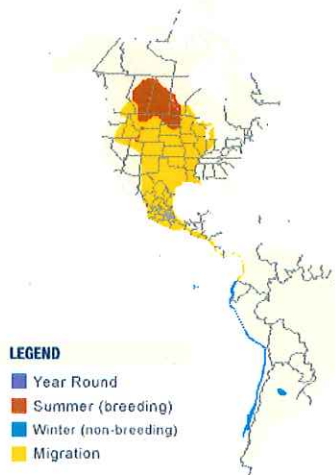 LEGEND
Year Round
Summer (breeding)
Winter (non-breeding)
Migration